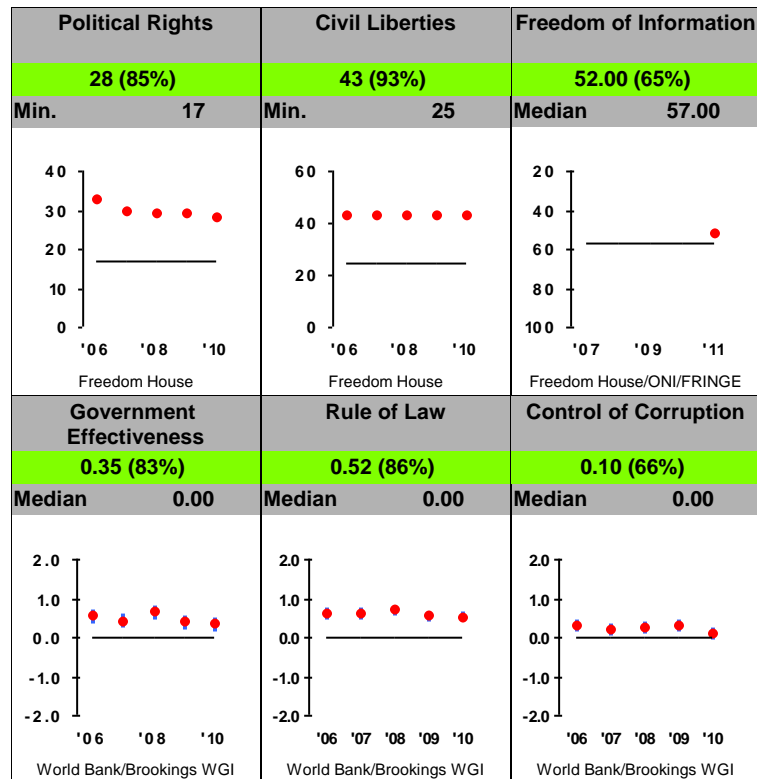 Political Rights
28 (85%)
Min. 17
40
30
20
10
0
'06 '08 '10
Freedom House
Civil Liberties
43 (93%)
Min. 25
60
40
20
0
'06 '08 '10
Freedom House
Freedom of Information
52.00 (65%)
Median 57.00
20
40
60
80
100
'07 '09 '11
Freedom House/ONI/FRINGE
Government
Effectiveness
0.35 (83%)
Median 0.00
2.0
1.0
0.0
-1.0
-2.0
'06 '08 '10
World Bank/Brookings WGI
Rule of Law
0.52 (86%)
Median 0.00
2.0
1.0
0.0
-1.0
-2.0
'06 '07 '08 '09 '10
World Bank/Brookings WGI
Control of Corruption
0.10 (66%)
Median 0.00
2.0
1.0
0.0
-1.0
-2.0
'06 '07 '08 '09 '10
World Bank/Brookings WGI